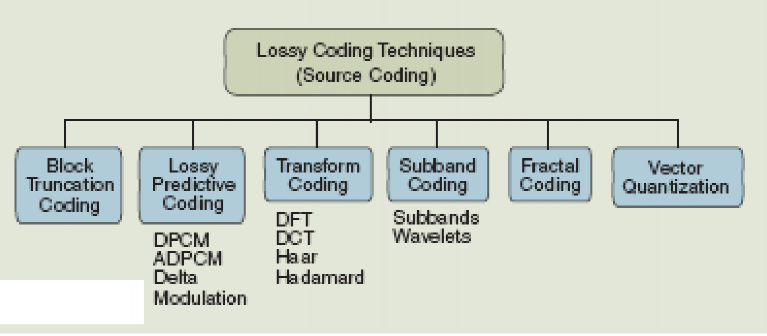 Lossy Coding Techniques
(Source Coding)
Block
Truncation
Coding
Lossy
Predictive
Coding
DPCM
ADPCM
Delta
Modulation
Transform
Coding
DFT
DCT
Haar
Hadamard
Subband
Coding
Subbands
Wavelets
Fractal
Coding
Vector
Quantization